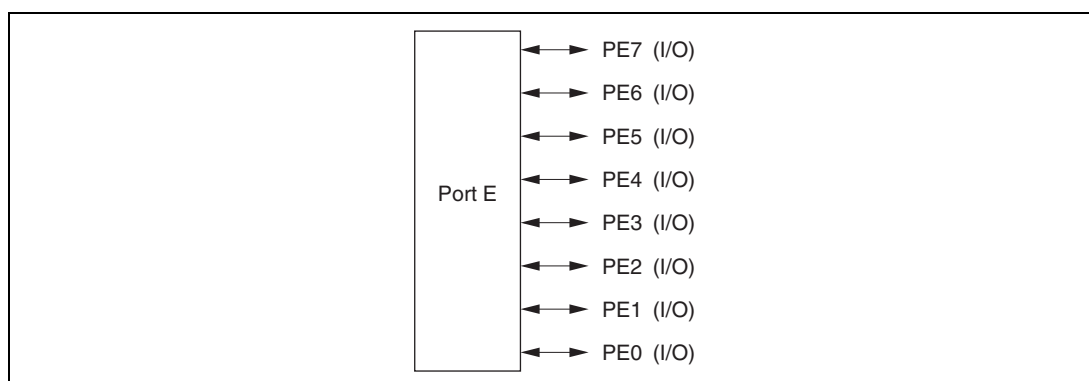 PE7 (I/O)
PE6 (I/O)
PE5 (I/O)
PE4 (I/O)
Port E
PE3 (I/O)
PE2 (I/O)
PE1 (I/O)
PE0 (I/O)